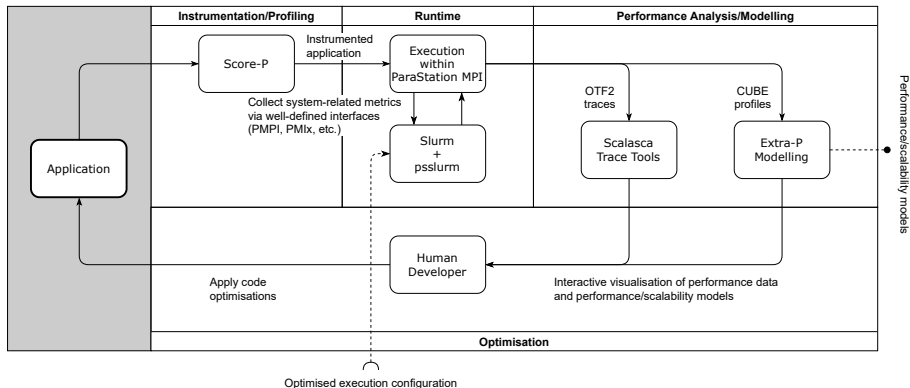 Instrumentation/Profiling
Runtime
Performance Analysis/Modelling
Instrumented
application
Score-P
Execution
within
ParaStation MPI
OTF2
traces
CUBE
profiles
Collect system-related metrics
via well-defined interfaces
(PMPI, PMIx, etc.)
Slurm
+
psslurm
Scalasca
Trace Tools
Extra-P
Modelling
Performance/scalability models
Application
Human
Developer
Apply code
optimisations
Interactive visualisation of performance data
and performance/scalability models
Optimisation
Optimised execution configuration